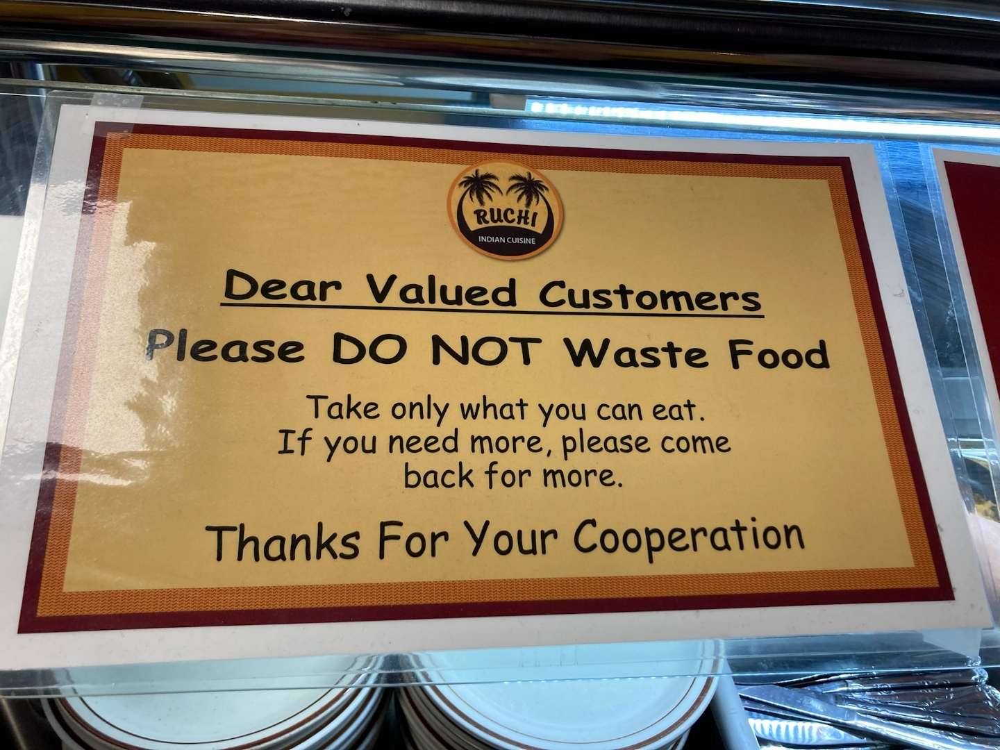 RUCHI
INDIAN CUISINE
Dear Valued Customers
Please DO NOT Waste Food
Take only what you can eat.
If you need more, please come
back for more.
Thanks For Your Cooperation